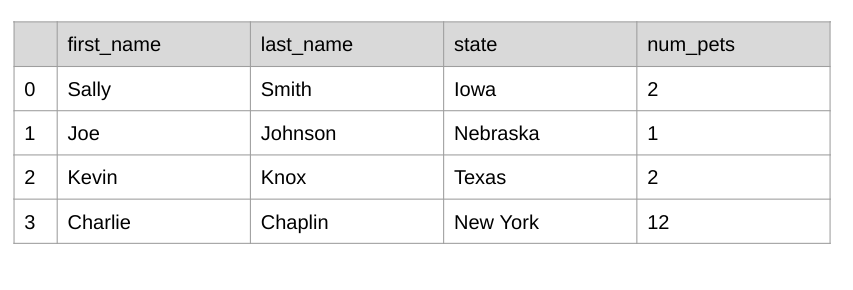 first_name last_name state num_pets
0 Sally Smith Iowa 2
1 Joe Johnson Nebraska 1
2 Kevin Knox Texas 2
3 Charlie Chaplin New York 12